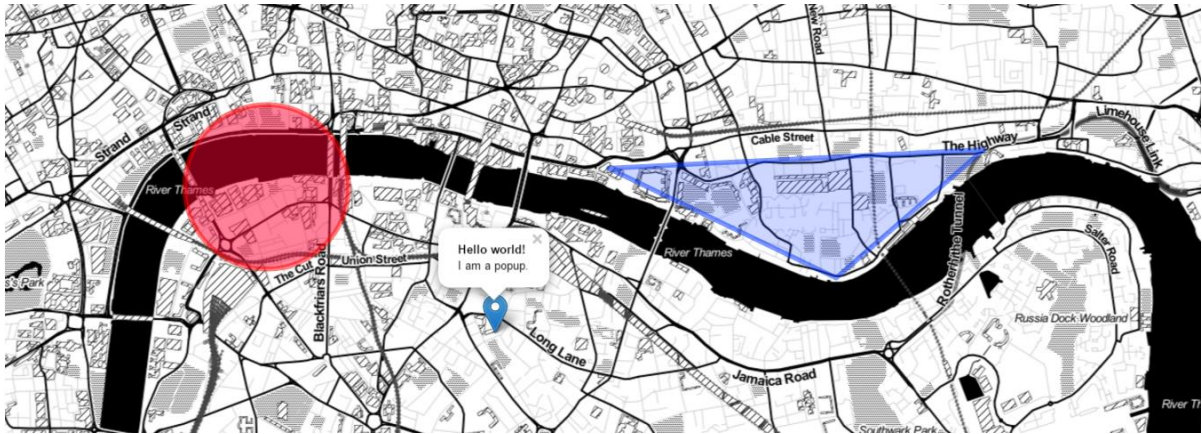 New Road
Limehouse Link
Strand
Cable Street
The Highway
Strand
River Thames
Salter Road
Hello world!
I am a popup.
×
River Thames
Union Street
The Cut
Rotherhithe Tunnel
Blackfriars Road
s's Park
Russia Dock Woodland
Long Lane
Jamaica Road
River Th
Southwark Park